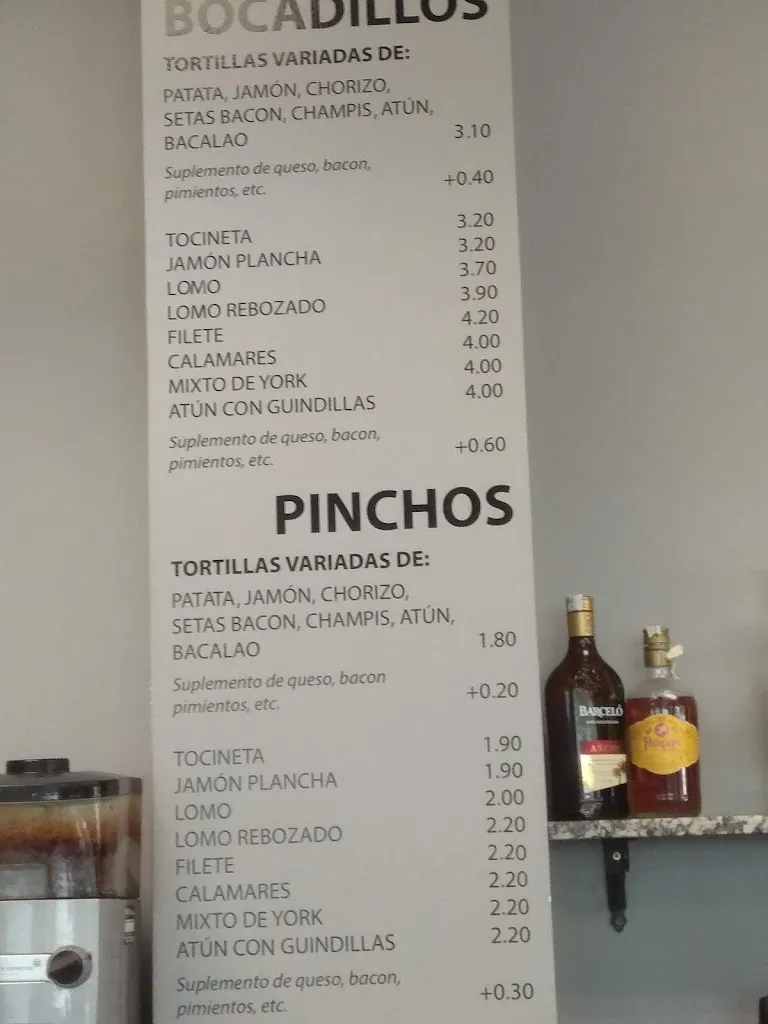 BOCADILLOS
TORTILLAS VARIADAS DE:
PATATA, JAMÓN, CHORIZO,
SETAS BACON, CHAMPIS, ATÚN,
BACALAO 3.10
Suplemento de queso, bacon,
pimientos, etc. +0.40
TOCINETA 3.20
JAMÓN PLANCHA 3.20
LOMO 3.70
LOMO REBOZADO 3.90
FILETE 4.20
CALAMARES 4.00
MIXTO DE YORK 4.00
ATÚN CON GUINDILLAS 4.00
Suplemento de queso, bacon,
pimientos, etc. +0.60
PINCHOS
TORTILLAS VARIADAS DE:
PATATA, JAMÓN, CHORIZO,
SETAS BACON, CHAMPIS, ATÚN,
BACALAO 1.80
Suplemento de queso, bacon
pimientos, etc. +0.20
TOCINETA 1.90
JAMÓN PLANCHA 1.90
LOMO 2.00
LOMO REBOZADO 2.20
FILETE 2.20
CALAMARES 2.20
MIXTO DE YORK 2.20
ATÚN CON GUINDILLAS 2.20
Suplemento de queso, bacon,
pimientos, etc. +0.30
BARCELÓ
AÑEJO